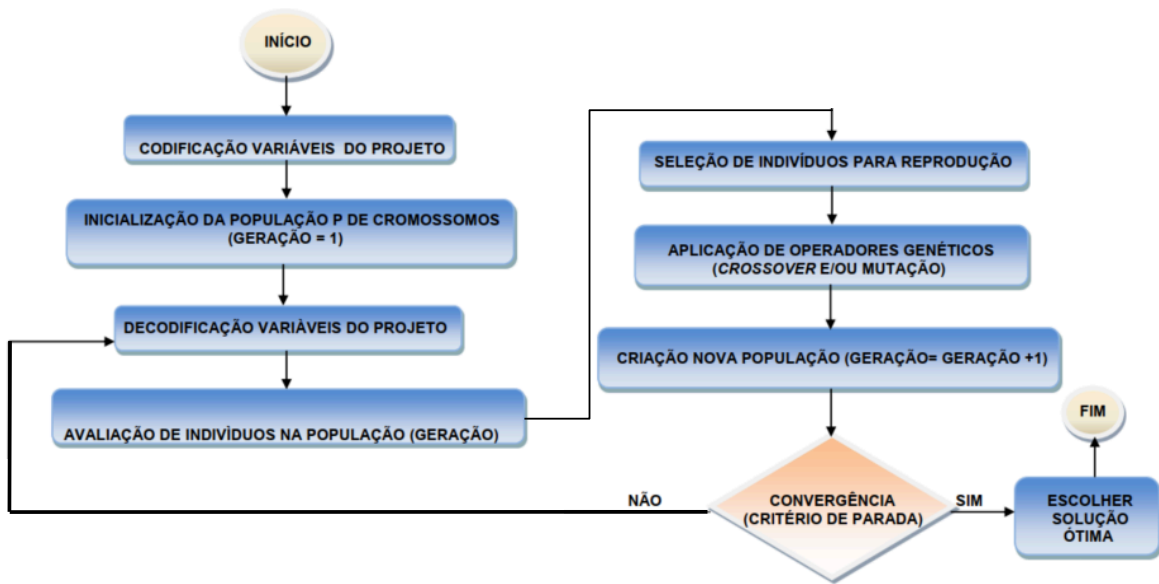 INÍCIO
CODIFICAÇÃO VARIÁVEIS DO PROJETO
INICIALIZAÇÃO DA POPULAÇÃO P DE CROMOSSOMOS
(GERAÇÃO = 1)
DECODIFICAÇÃO VARIÀVEIS DO PROJETO
AVALIAÇÃO DE INDIVÌDUOS NA POPULAÇÃO (GERAÇÃO)
SELEÇÃO DE INDIVÍDUOS PARA REPRODUÇÃO
APLICAÇÃO DE OPERADORES GENÉTICOS
(CROSSOVER E/OU MUTAÇÃO)
CRIAÇÃO NOVA POPULAÇÃO (GERAÇÃO= GERAÇÃO +1)
CONVERGÊNCIA
(CRITÉRIO DE PARADA)
NÃO
SIM
ESCOLHER
SOLUÇÃO
ÓTIMA
FIM